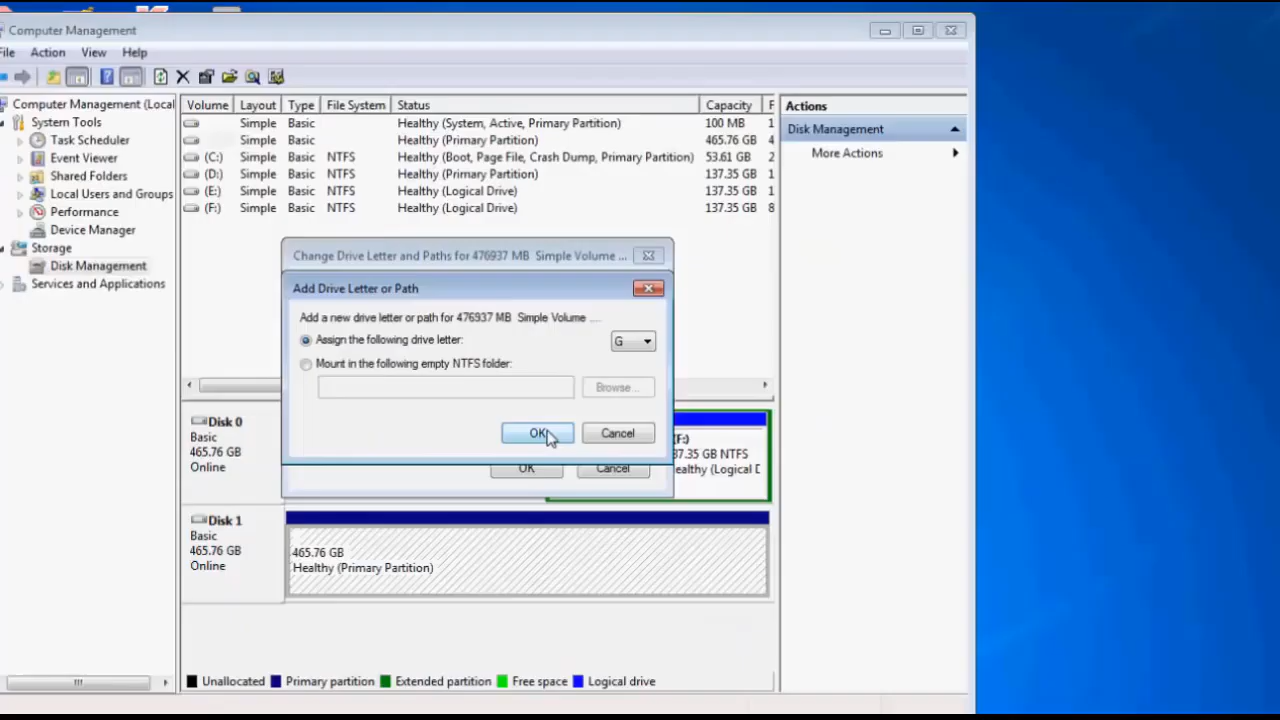 Computer Management
File Action View Help
Computer Management (Local
System Tools
Task Scheduler
Event Viewer
Shared Folders
Local Users and Groups
Performance
Device Manager
Storage
Disk Management
Services and Applications
Volume Layout Type File System Status Capacity F
Simple Basic Healthy (System, Active, Primary Partition) 100 MB 1
Simple Basic Healthy (Primary Partition) 465.76 GB 4
(C:) Simple Basic NTFS Healthy (Boot, Page File, Crash Dump, Primary Partition) 53.61 GB 2
(D:) Simple Basic NTFS Healthy (Primary Partition) 137.35 GB 1
(E:) Simple Basic NTFS Healthy (Logical Drive) 137.35 GB 1
(F:) Simple Basic NTFS Healthy (Logical Drive) 137.35 GB 8
Actions
Disk Management
More Actions
Change Drive Letter and Paths for 476937 MB Simple Volume ...
Add Drive Letter or Path
Add a new drive letter or path for 476937 MB Simple Volume ....
Assign the following drive letter: G
Mount in the following empty NTFS folder:
Browse...
OK Cancel
OK Cancel
Disk 0
Basic
465.76 GB
Online
(F:)
37.35 GB NTFS
ealthy (Logical D
Disk 1
Basic
465.76 GB
Online
465.76 GB
Healthy (Primary Partition)
Unallocated Primary partition Extended partition Free space Logical drive